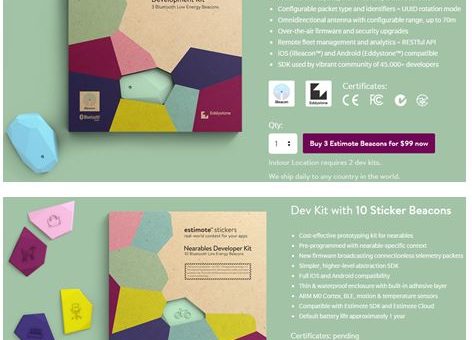 Development Kit
3 Bluetooth Low Energy Beacons
iBeacon
Bluetooth
Eddystone
Configurable packet type and identifiers + UUID rotation mode
Omnidirectional antenna with configurable range, up to 70m
Over-the-air firmware and security upgrades
Remote fleet management and analytics + RESTful API
iOS (iBeacon™) and Android (Eddystone™) compatible
SDK used by vibrant community of 45,000+ developers
iBeacon
Eddystone
Certificates:
CE FC
Qty:
1
Buy 3 Estimote Beacons for $99 now
Indoor Location requires 2 dev kits.
We ship daily to any country in the world.
estimote stickers
real-world context for your apps
Nearables Developer Kit
10 Bluetooth Low Energy Beacons
Dev Kit with 10 Sticker Beacons
Cost-effective prototyping kit for nearables
Pre-programmed with nearable-specific context
New firmware broadcasting connectionless telemetry packets
Simpler, higher-level abstraction SDK
Full iOS and Android compatibility
Thin & waterproof enclosure with built-in adhesive layer
ARM M0 Cortex, BLE, motion & temperature sensors
Compatible with Estimote SDK and Estimote Cloud
Default battery life approximately 1 year
Certificates: pending